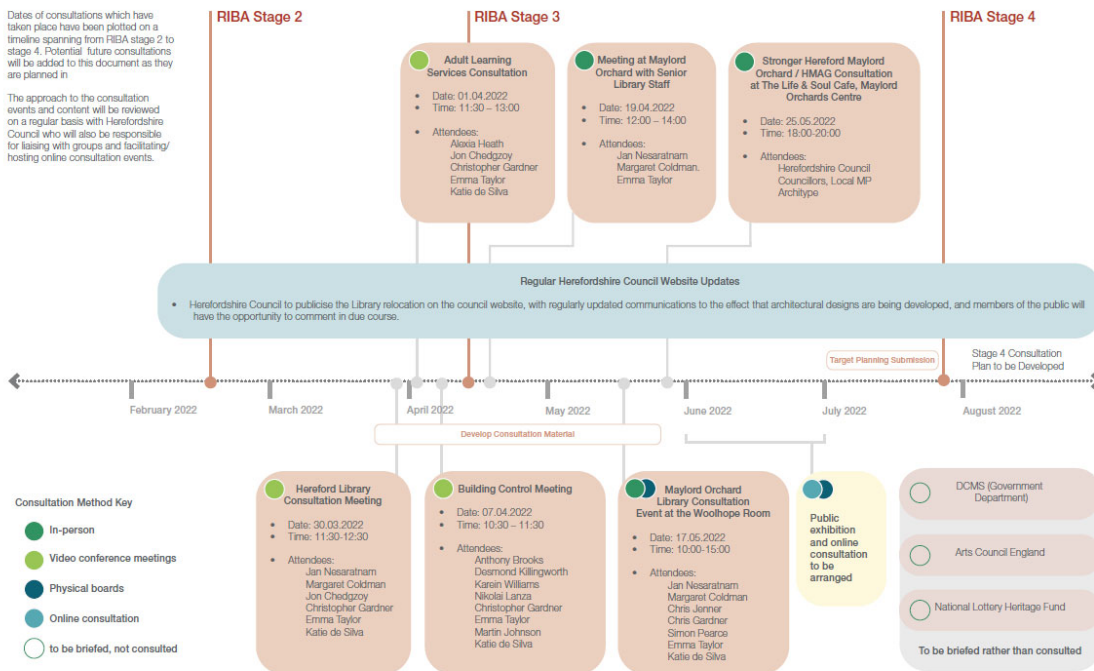 Dates of consultations which have
taken place have been plotted on a
timeline spanning from RIBA stage 2 to
stage 4. Potential future consultations
will be added to this document as they
are planned in
The approach to the consultation
events and content will be reviewed
on a regular basis with Herefordshire
Council who will also be responsible
for liasing with groups and facilitating/
hosting online consultation events.
RIBA Stage 2
RIBA Stage 3
RIBA Stage 4
Adult Learning
Services Consultation
• Date: 01.04.2022
• Time: 11:30 – 13:00
• Attendees:
Alexia Heath
Jon Chedgzoy
Christopher Gardner
Emma Taylor
Katie de Silva
Meeting at Maylord
Orchard with Senior
Library Staff
• Date: 19.04.2022
• Time: 12:00 – 14:00
• Attendees:
Jan Nesaratnam
Margaret Coldman.
Emma Taylor
Stronger Hereford Maylord
Orchard / HMAG Consultation
at The Life & Soul Cafe, Maylord
Orchards Centre
• Date: 25.05.2022
• Time: 18:00-20:00
• Attendees:
Herefordshire Council
Councillors, Local MP
Architype
Regular Herefordshire Council Website Updates
• Herefordshire Council to publicise the Library relocation on the council website, with regularly updated communications to the effect that architectural designs are being developed, and members of the public will
have the opportunity to comment in due course.
Target Planning Submission
Stage 4 Consultation
Plan to be Developed
February 2022
March 2022
April 2022
May 2022
June 2022
July 2022
August 2022
Develop Consultation Material
Consultation Method Key
In-person
Video conference meetings
Physical boards
Online consultation
to be briefed, not consulted
Hereford Library
Consultation Meeting
• Date: 30.03.2022
• Time: 11:30-12:30
• Attendees:
Jan Nesaratnam
Margaret Coldman
Jon Chedgzoy
Christopher Gardner
Emma Taylor
Katie de Silva
Building Control Meeting
• Date: 07.04.2022
• Time: 10:30 – 11:30
• Attendees:
Anthony Brooks
Desmond Killingworth
Karein Williams
Nikolai Lanza
Christopher Gardner
Emma Taylor
Martin Johnson
Katie de Silva
Maylord Orchard
Library Consultation
Event at the Woolhope Room
• Date: 17.05.2022
• Time: 10:00-15:00
• Attendees:
Jan Nesaratnam
Margaret Coldman
Chris Jenner
Chris Gardner
Simon Pearce
Emma Taylor
Katie de Silva
Public
exhibition
and online
consultation
to be
arranged
DCMS (Government
Department)
Arts Council England
National Lottery Heritage Fund
To be briefed rather than consulted